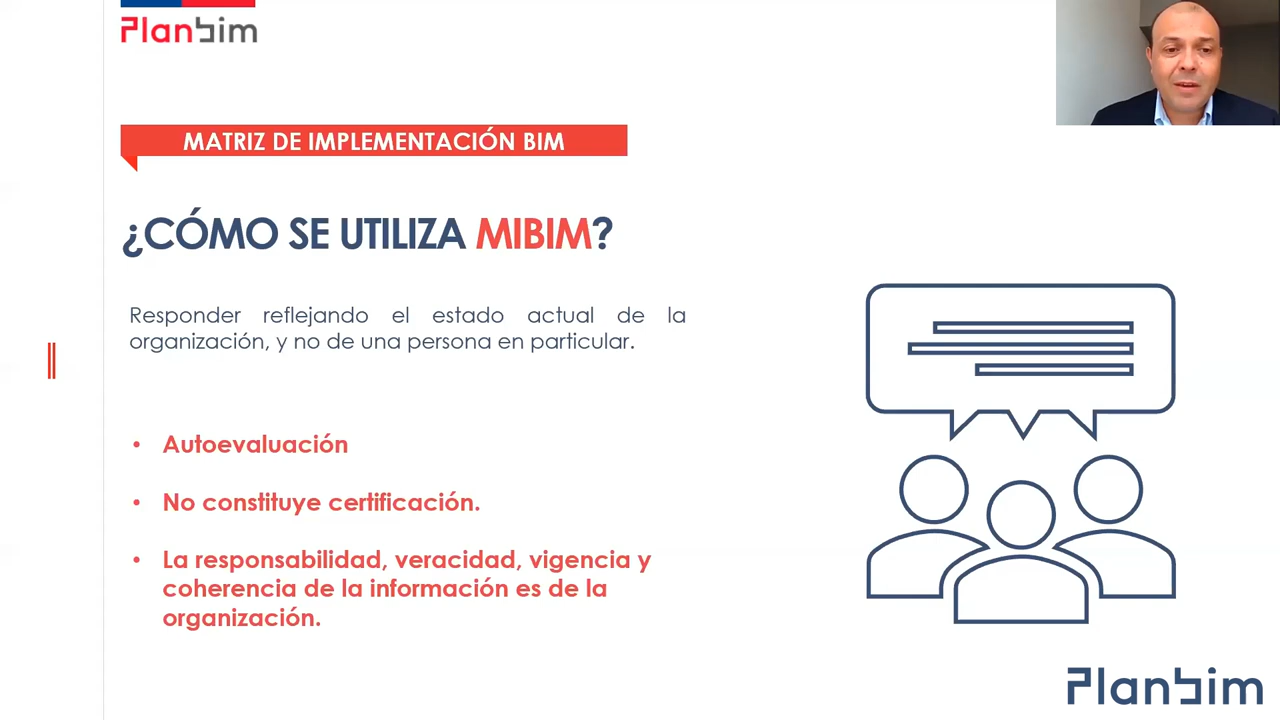 Planbim
MATRIZ DE IMPLEMENTACIÓN BIM
¿CÓMO SE UTILIZA MIBIM?
Responder reflejando el estado actual de la
organización, y no de una persona en particular.
• Autoevaluación
• No constituye certificación.
• La responsabilidad, veracidad, vigencia y
coherencia de la información es de la
organización.
Planbim